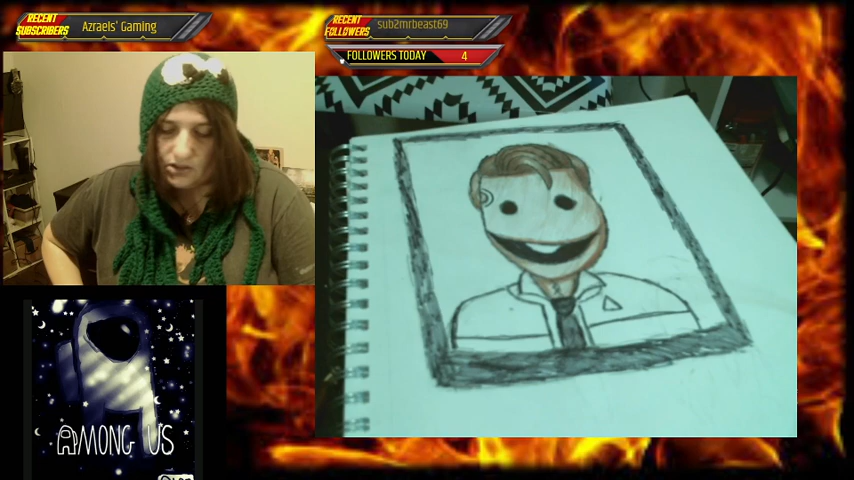 RECENT
SUBSCRIBERS
Azraels' Gaming
RECENT
FOLLOWERS
sub2mrbeast69
FOLLOWERS TODAY
4
AMONG US